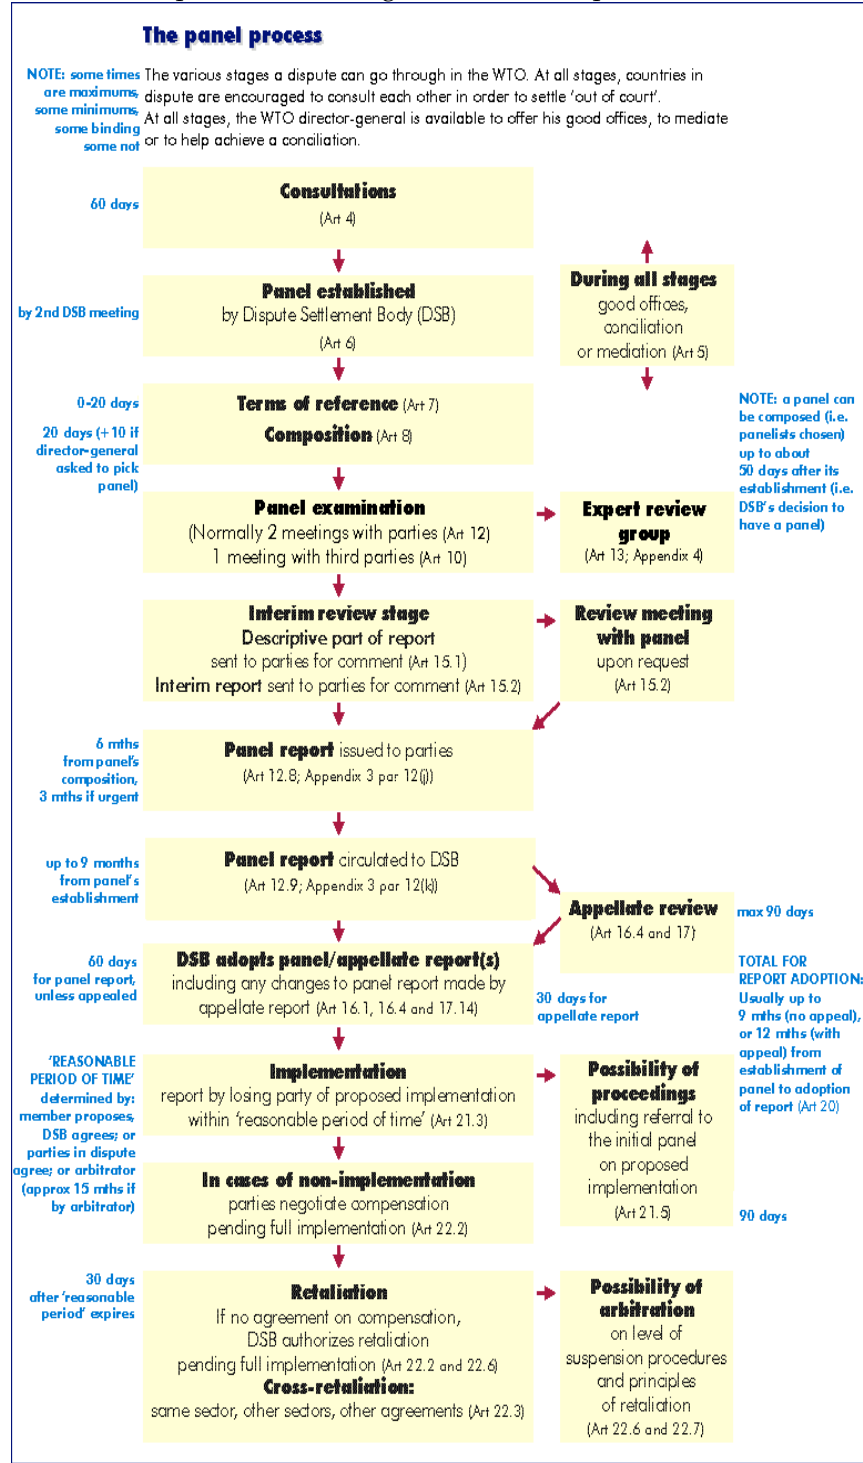 The panel process
NOTE: some times
are maximums,
some minimums,
some binding
some not
The various stages a dispute can go through in the WTO. At all stages, countries in
dispute are encouraged to consult each other in order to settle ‘out of court’.
At all stages, the WTO director-general is available to offer his good offices, to mediate
or to help achieve a conciliation.
60 days
Consultations
(Art 4)
by 2nd DSB meeting
Panel established
by Dispute Settlement Body (DSB)
(Art 6)
During all stages
good offices,
conciliation
or mediation (Art 5)
0-20 days
20 days (+10 if
director-general
asked to pick
panel)
Terms of reference (Art 7)
Composition (Art 8)
NOTE: a panel can
be composed (i.e.
panelists chosen)
up to about
50 days after its
establishment (i.e.
DSB’s decision to
have a panel)
Panel examination
(Normally 2 meetings with parties (Art 12)
1 meeting with third parties (Art 10)
Expert review
group
(Art 13; Appendix 4)
Interim review stage
Descriptive part of report
sent to parties for comment (Art 15.1)
Interim report sent to parties for comment (Art 15.2)
Review meeting
with panel
upon request
(Art 15.2)
6 mths
from panel’s
composition,
3 mths if urgent
Panel report issued to parties
(Art 12.8; Appendix 3 par 12(j))
up to 9 months
from panel’s
establishment
Panel report circulated to DSB
(Art 12.9; Appendix 3 par 12(k))
Appellate review
(Art 16.4 and 17)
max 90 days
60 days
for panel report,
unless appealed
DSB adopts panel/appellate report(s)
including any changes to panel report made by
appellate report (Art 16.1, 16.4 and 17.14)
30 days for
appellate report
TOTAL FOR
REPORT ADOPTION:
Usually up to
9 mths (no appeal),
or 12 mths (with
appeal) from
establishment of
panel to adoption
of report (Art 20)
‘REASONABLE
PERIOD OF TIME’
determined by:
member proposes,
DSB agrees; or
parties in dispute
agree; or arbitrator
(approx 15 mths if
by arbitrator)
Implementation
report by losing party of proposed implementation
within ‘reasonable period of time’ (Art 21.3)
Possibility of
proceedings
including referral to
the initial panel
on proposed
implementation
(Art 21.5)
90 days
In cases of non-implementation
parties negotiate compensation
pending full implementation (Art 22.2)
30 days
after ‘reasonable
period’ expires
Retaliation
If no agreement on compensation,
DSB authorizes retaliation
pending full implementation (Art 22.2 and 22.6)
Cross-retaliation:
same sector, other sectors, other agreements (Art 22.3)
Possibility of
arbitration
on level of
suspension procedures
and principles
of retaliation
(Art 22.6 and 22.7)